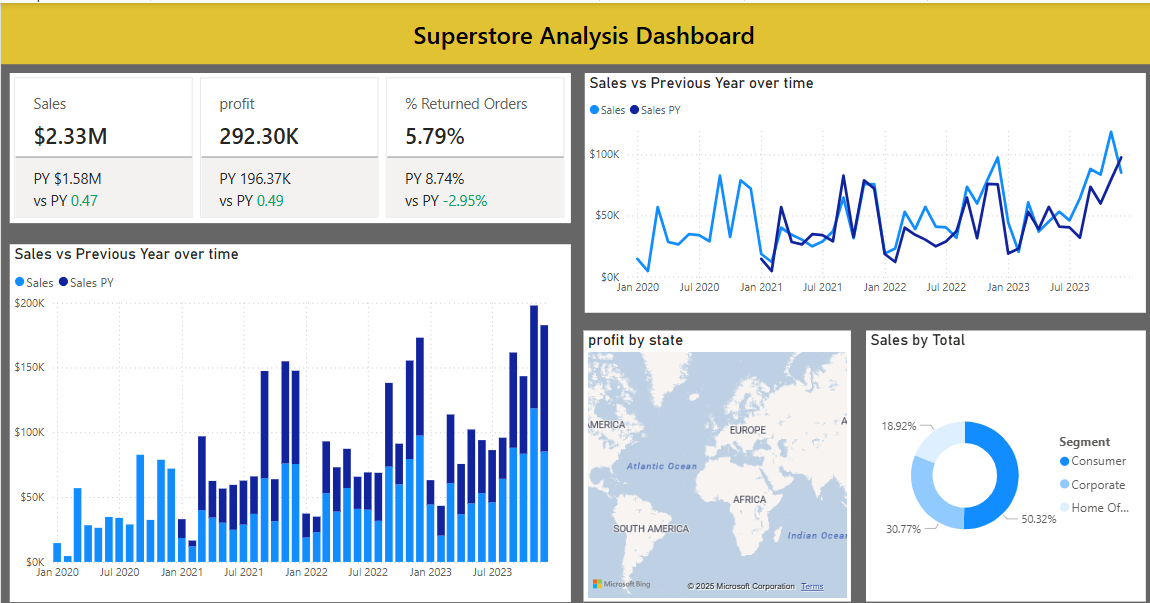 Superstore Analysis Dashboard
Sales
$2.33M
PY $1.58M
vs PY 0.47
profit
292.30K
PY 196.37K
vs PY 0.49
% Returned Orders
5.79%
PY 8.74%
vs PY -2.95%
Sales vs Previous Year over time
Sales Sales PY
$100K
$50K
$0K
Jan 2020 Jul 2020 Jan 2021 Jul 2021 Jan 2022 Jul 2022 Jan 2023 Jul 2023
Sales vs Previous Year over time
Sales Sales PY
$200K
$150K
$100K
$50K
$0K
Jan 2020 Jul 2020 Jan 2021 Jul 2021 Jan 2022 Jul 2022 Jan 2023 Jul 2023
profit by state
AMERICA
EUROPE
A
Atlantic Ocean
AFRICA
SOUTH AMERICA
Indian Ocean
Microsoft Bing
© 2025 Microsoft Corporation Terms
Sales by Total
18.92%
30.77%
50.32%
Segment
Consumer
Corporate
Home Of...